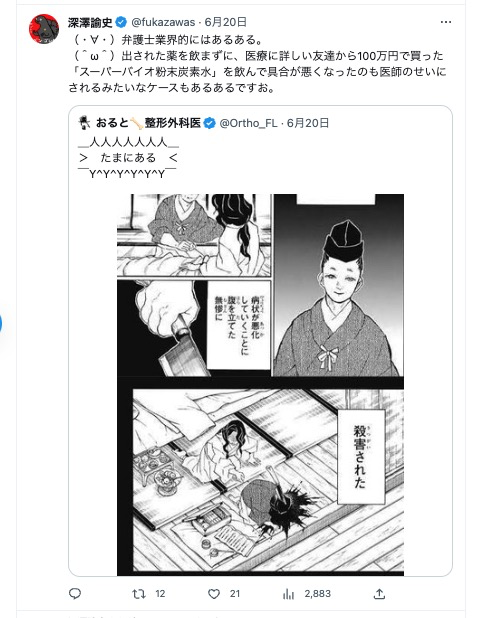 深澤諭史 @fukazawas・6月20日
（・∀・）弁護士業界的にはあるある。
（＾ω＾）出された薬を飲まずに、医療に詳しい友達から100万円で買った
「スーパーバイオ粉末炭素水」を飲んで具合が悪くなったのも医師のせいに
されるみたいなケースもあるあるですお。
おると🦴整形外科医 @Ortho_FL・6月20日
＿人人人人人人人＿
＞　たまにある　＜
￣Y^Y^Y^Y^Y^Y￣
病状が悪化
していくことに
腹を立てた
無惨に
殺害された
12
21
2,883